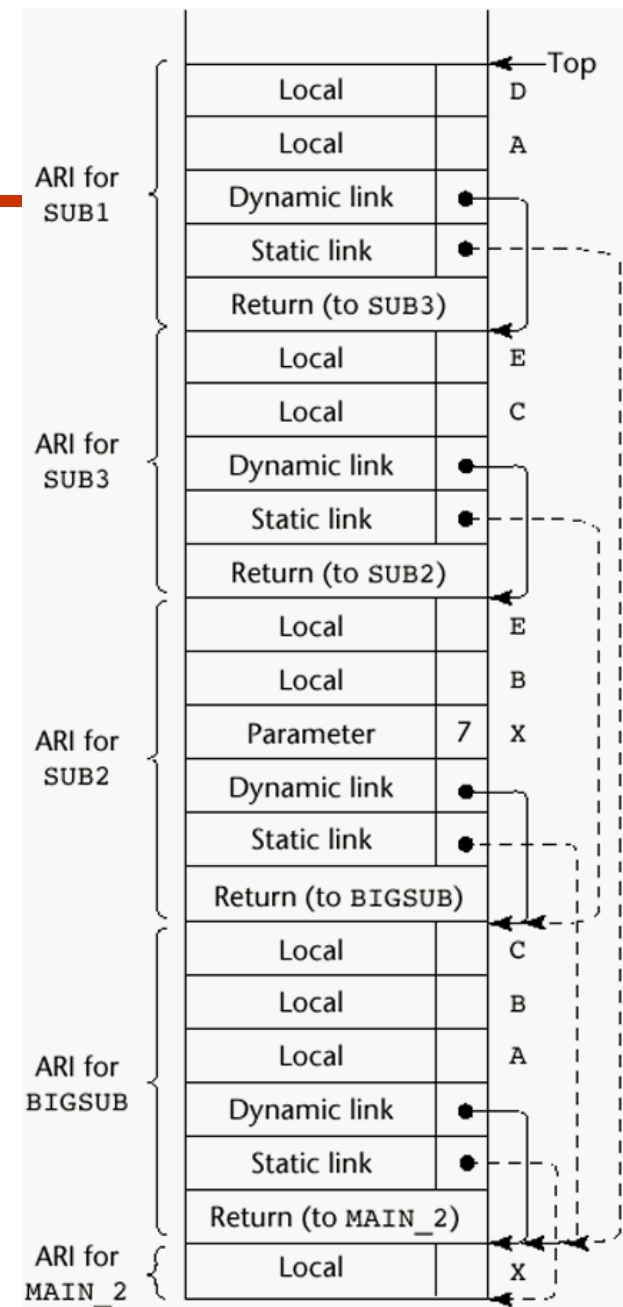 Top
Local D
Local A
ARI for
SUB1
Dynamic link
Static link
Return (to SUB3)
Local E
Local C
ARI for
SUB3
Dynamic link
Static link
Return (to SUB2)
Local E
Local B
Parameter 7 X
ARI for
SUB2
Dynamic link
Static link
Return (to BIGSUB)
Local C
Local B
Local A
ARI for
BIGSUB
Dynamic link
Static link
Return (to MAIN_2)
ARI for
MAIN_2
Local X